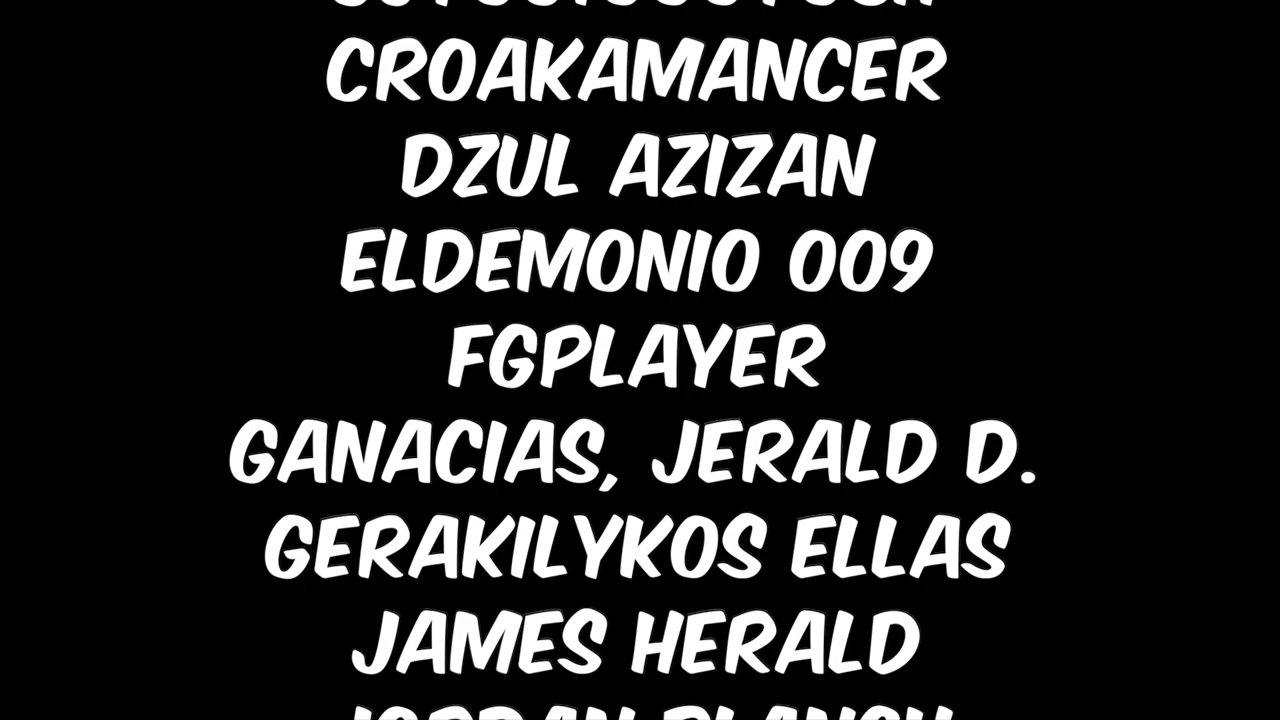 CROAKAMANCER
DZUL AZIZAN
ELDEMONIO 009
FGPLAYER
GANACIAS, JERALD D.
GERAKILYKOS ELLAS
JAMES HERALD